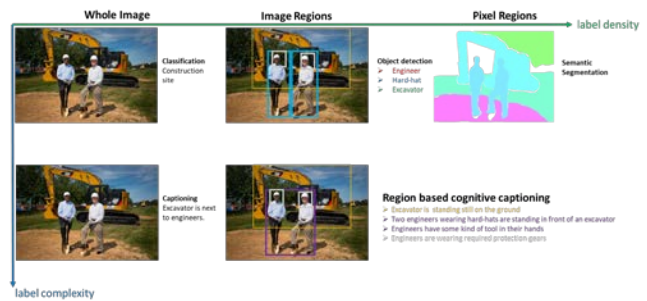 Whole Image
Image Regions
Pixel Regions
label density
Classification
Construction
site
Object detection
➤ Engineer
➤ Hard-hat
➤ Excavator
Semantic
Segmentation
Captioning
Excavator is next
to engineers.
Region based cognitive captioning
➤ Excavator is standing still on the ground
➤ Two engineers wearing hard-hats are standing in front of an excavator
➤ Engineers have some kind of tool in their hands
➤ Engineers are wearing required protection gears
label complexity